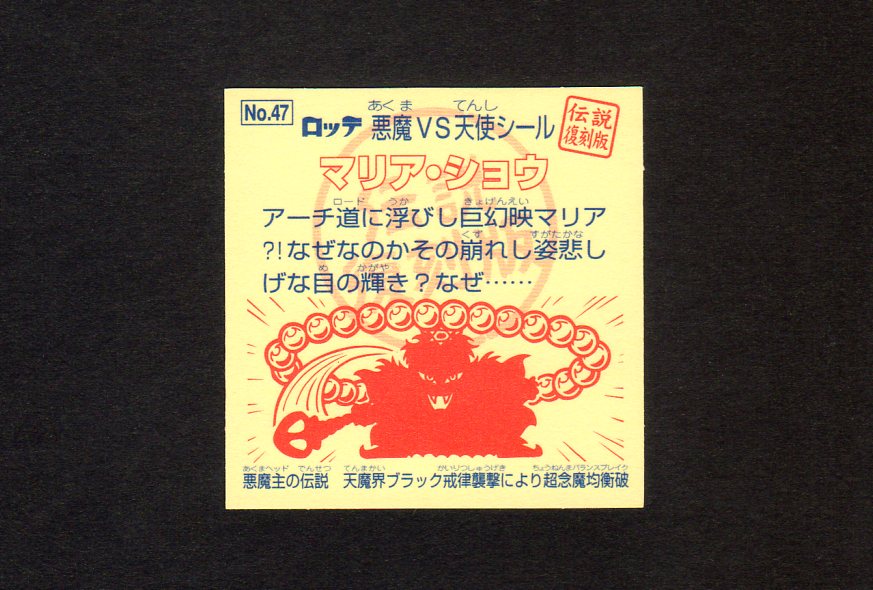 No.47
ロッテ 悪魔VS天使シール
あくま てんし
伝説
復刻版
マリア・ショウ
ロード うか きょげんえい
アーチ道に浮びし巨幻映マリア
くず すがたかな
?!なぜなのかその崩れし姿悲し
め かがや
げな目の輝き?なぜ……
あくまヘッド でんせつ てんまかい かいりつしゅうげき ちょうねんまバランスブレイク
悪魔主の伝説 天魔界ブラック戒律襲撃により超念魔均衡破
伝説
復刻版